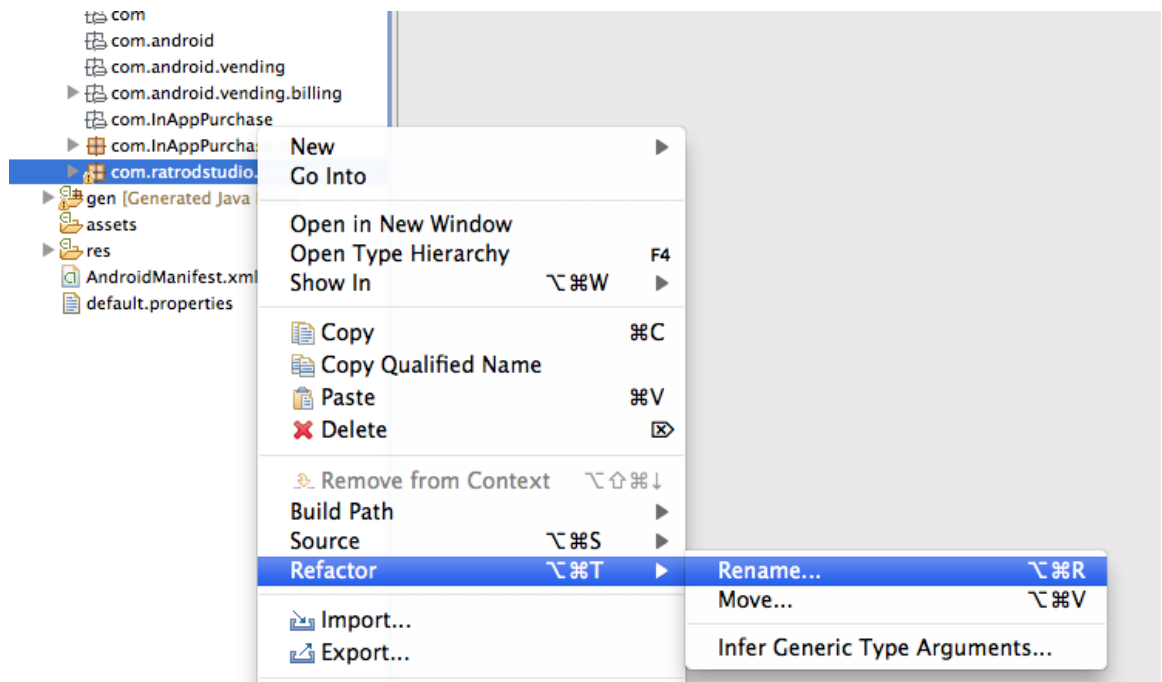 com
com.android
com.android.vending
com.android.vending.billing
com.InAppPurchase
com.InAppPurcha
com.ratrodstudio.
gen [Generated Java
assets
res
AndroidManifest.xml
default.properties
New
Go Into
Open in New Window
Open Type Hierarchy F4
Show In ⌥⌘W
Copy ⌘C
Copy Qualified Name
Paste ⌘V
Delete ⌦
Remove from Context ⌥⇧⌘↓
Build Path
Source ⌥⌘S
Refactor ⌥⌘T
Import...
Export...
Rename... ⌥⌘R
Move... ⌥⌘V
Infer Generic Type Arguments...